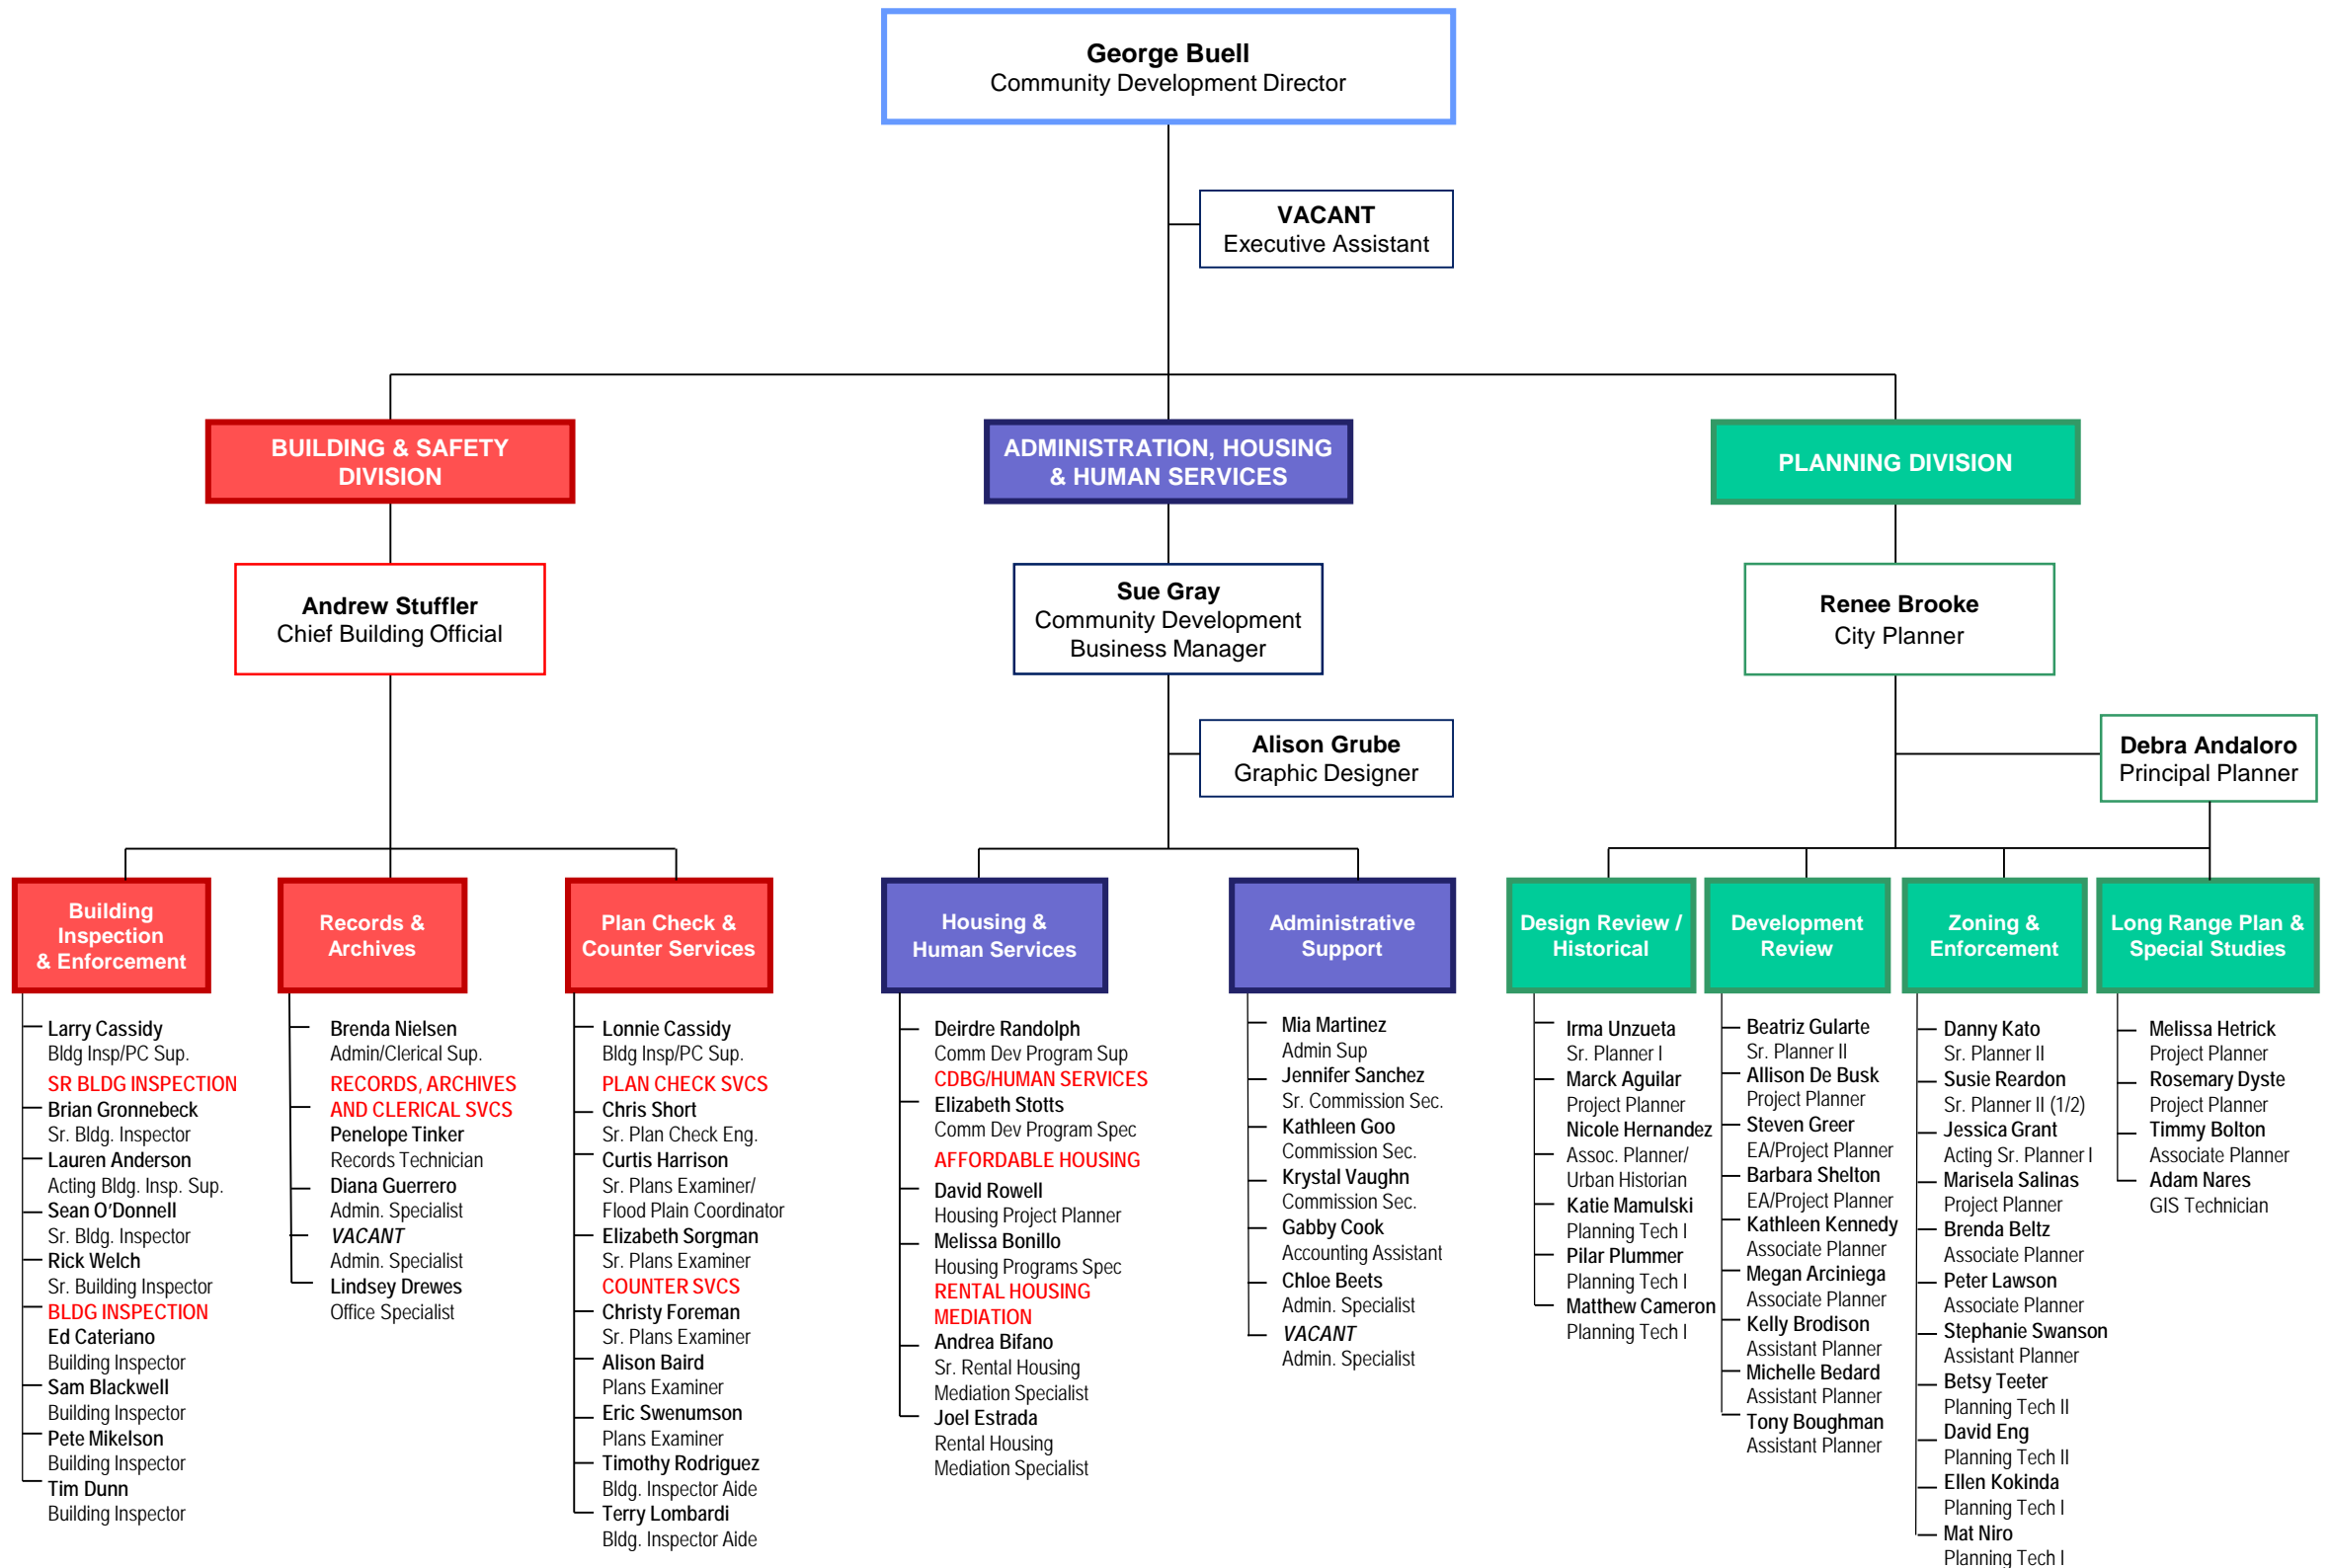 George Buell
Community Development Director
VACANT
Executive Assistant
BUILDING & SAFETY
DIVISION
ADMINISTRATION, HOUSING
& HUMAN SERVICES
PLANNING DIVISION
Andrew Stuffler
Chief Building Official
Sue Gray
Community Development
Business Manager
Renee Brooke
City Planner
Alison Grube
Graphic Designer
Debra Andaloro
Principal Planner
Building
Inspection
& Enforcement
Larry Cassidy
Bldg Insp/PC Sup.
SR BLDG INSPECTION
Brian Gronnebeck
Sr. Bldg. Inspector
Lauren Anderson
Acting Bldg. Insp. Sup.
Sean O'Donnell
Sr. Bldg. Inspector
Rick Welch
Sr. Building Inspector
BLDG INSPECTION
Ed Cateriano
Building Inspector
Sam Blackwell
Building Inspector
Pete Mikelson
Building Inspector
Tim Dunn
Building Inspector
Records &
Archives
Brenda Nielsen
Admin/Clerical Sup.
RECORDS, ARCHIVES
AND CLERICAL SVCS
Penelope Tinker
Records Technician
Diana Guerrero
Admin. Specialist
VACANT
Admin. Specialist
Lindsey Drewes
Office Specialist
Plan Check &
Counter Services
Lonnie Cassidy
Bldg Insp/PC Sup.
PLAN CHECK SVCS
Chris Short
Sr. Plan Check Eng.
Curtis Harrison
Sr. Plans Examiner/
Flood Plain Coordinator
Elizabeth Sorgman
Sr. Plans Examiner
COUNTER SVCS
Christy Foreman
Sr. Plans Examiner
Alison Baird
Plans Examiner
Eric Swenumson
Plans Examiner
Timothy Rodriguez
Bldg. Inspector Aide
Terry Lombardi
Bldg. Inspector Aide
Housing &
Human Services
Deirdre Randolph
Comm Dev Program Sup
CDBG/HUMAN SERVICES
Elizabeth Stotts
Comm Dev Program Spec
AFFORDABLE HOUSING
David Rowell
Housing Project Planner
Melissa Bonillo
Housing Programs Spec
RENTAL HOUSING
MEDIATION
Andrea Bifano
Sr. Rental Housing
Mediation Specialist
Joel Estrada
Rental Housing
Mediation Specialist
Administrative
Support
Mia Martinez
Admin Sup
Jennifer Sanchez
Sr. Commission Sec.
Kathleen Goo
Commission Sec.
Krystal Vaughn
Commission Sec.
Gabby Cook
Accounting Assistant
Chloe Beets
Admin. Specialist
VACANT
Admin. Specialist
Design Review /
Historical
Irma Unzueta
Sr. Planner I
Marck Aguilar
Project Planner
Nicole Hernandez
Assoc. Planner/
Urban Historian
Katie Mamulski
Planning Tech I
Pilar Plummer
Planning Tech I
Matthew Cameron
Planning Tech I
Development
Review
Beatriz Gularte
Sr. Planner II
Allison De Busk
Project Planner
Steven Greer
EA/Project Planner
Barbara Shelton
EA/Project Planner
Kathleen Kennedy
Associate Planner
Megan Arciniega
Associate Planner
Kelly Brodison
Assistant Planner
Michelle Bedard
Assistant Planner
Tony Boughman
Assistant Planner
Zoning &
Enforcement
Danny Kato
Sr. Planner II
Susie Reardon
Sr. Planner II (1/2)
Jessica Grant
Acting Sr. Planner I
Marisela Salinas
Project Planner
Brenda Beltz
Associate Planner
Peter Lawson
Associate Planner
Stephanie Swanson
Assistant Planner
Betsy Teeter
Planning Tech II
David Eng
Planning Tech II
Ellen Kokinda
Planning Tech I
Mat Niro
Planning Tech I
Long Range Plan &
Special Studies
Melissa Hetrick
Project Planner
Rosemary Dyste
Project Planner
Timmy Bolton
Associate Planner
Adam Nares
GIS Technician